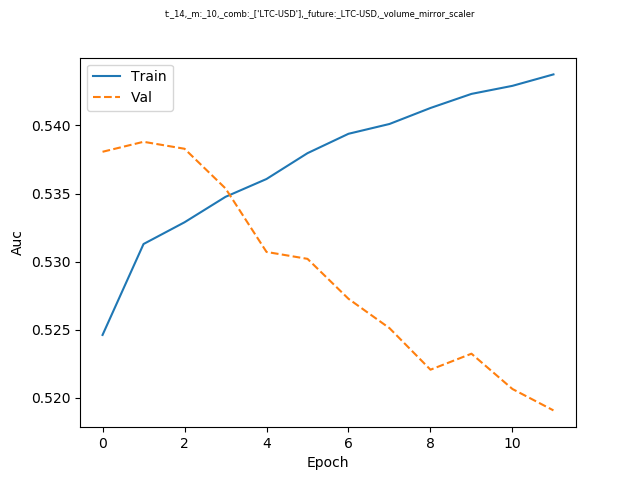 t:_14,_m:_10,_comb:_['LTC-USD'],_future:_LTC-USD,_volume_mirror_scaler
Train
Val
0.540
0.535
0.530
0.525
0.520
Auc
0 2 4 6 8 10
Epoch